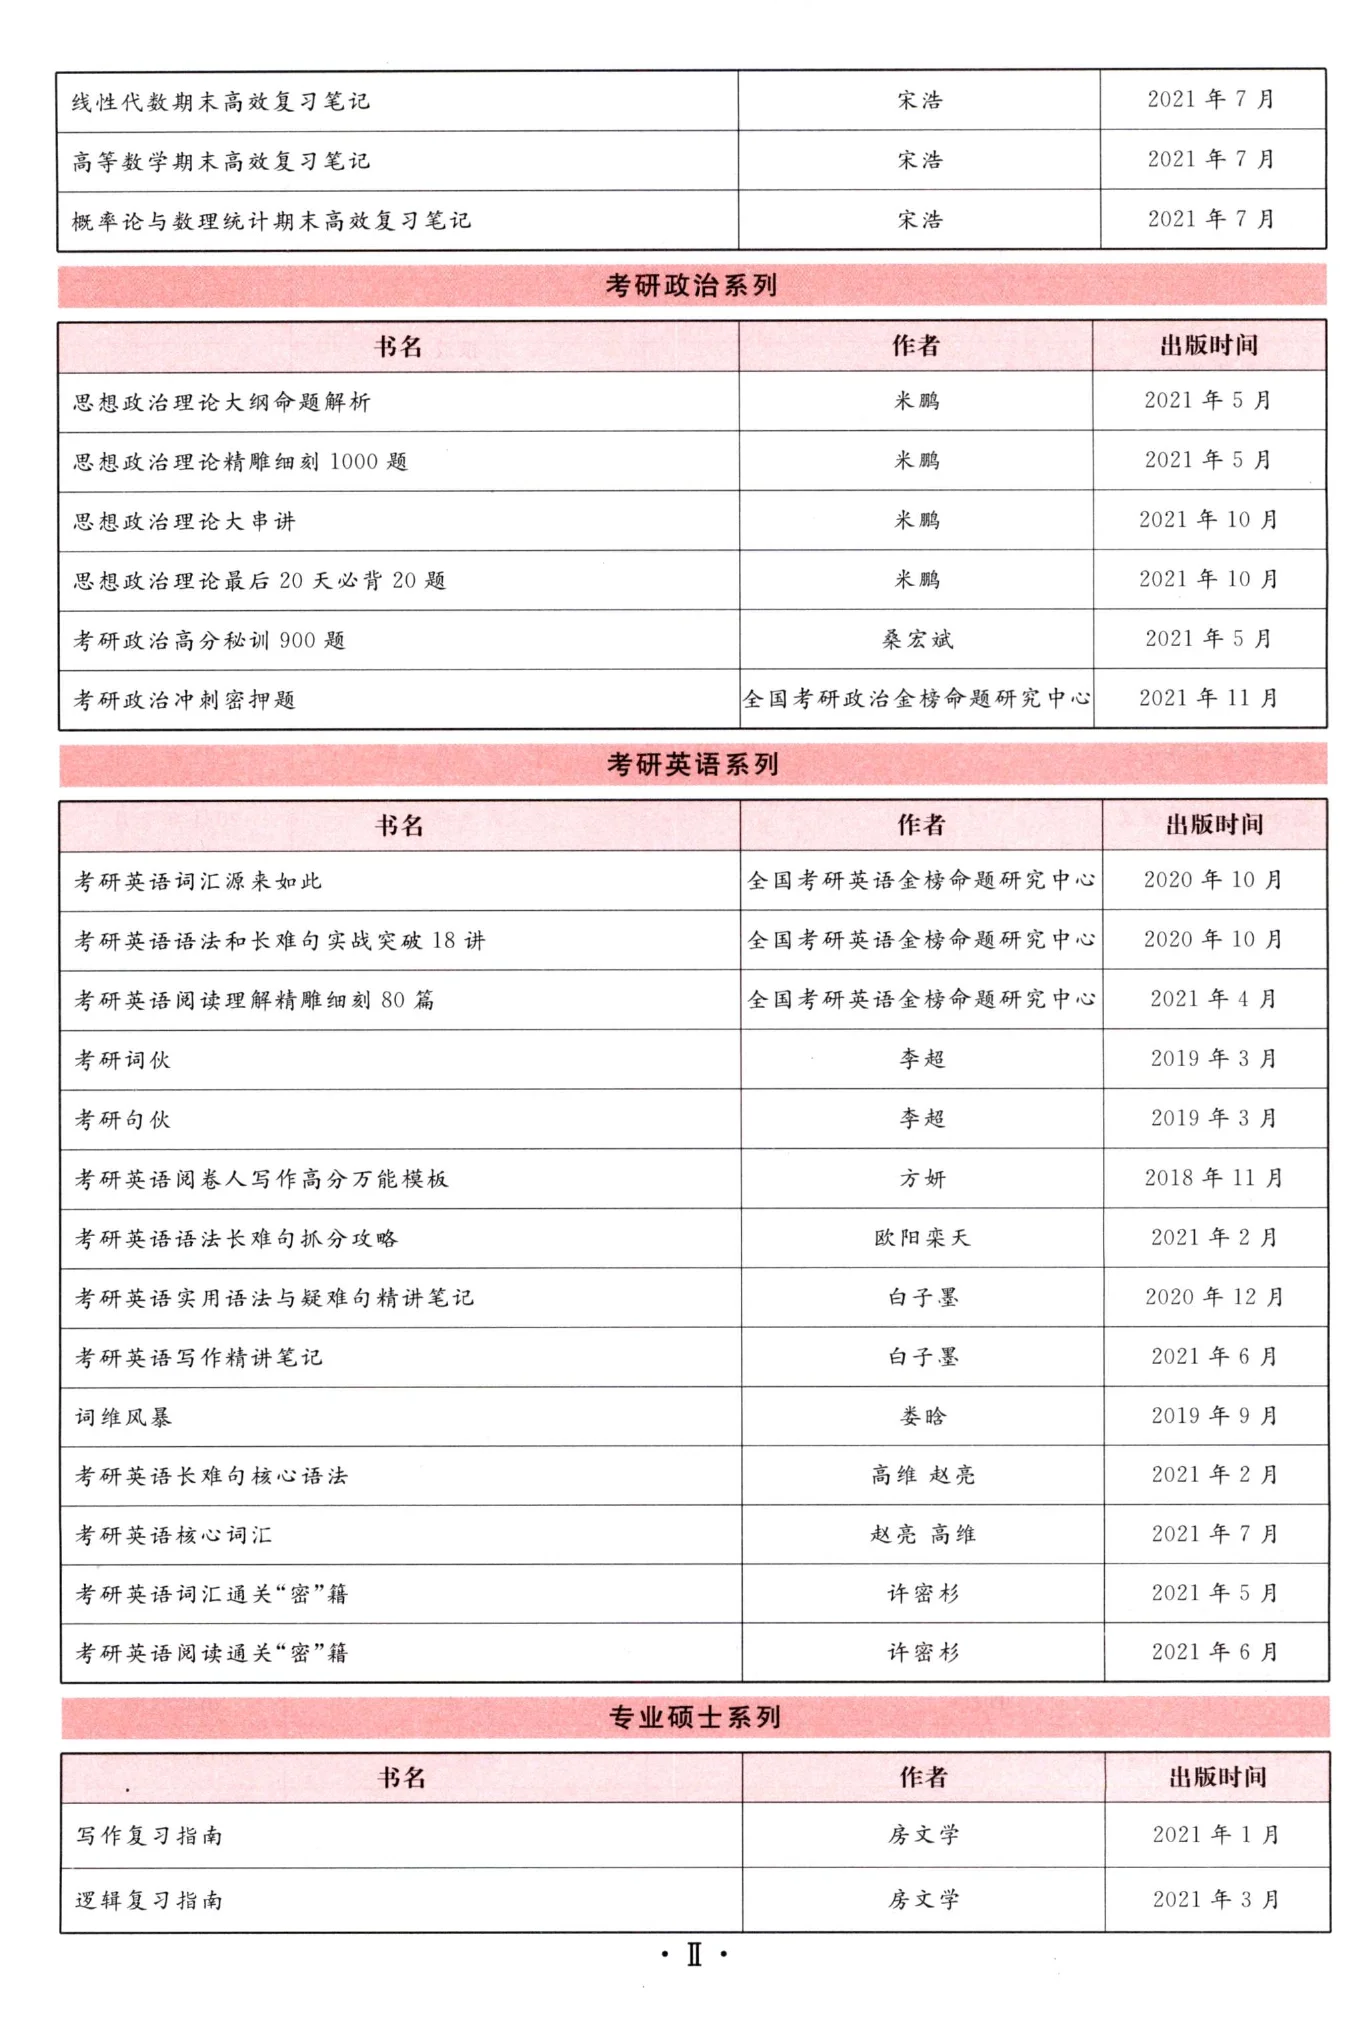 线性代数期末高效复习笔记 宋浩 2021 年 7 月
高等数学期末高效复习笔记 宋浩 2021 年 7 月
概率论与数理统计期末高效复习笔记 宋浩 2021 年 7 月
考研政治系列
书名 作者 出版时间
思想政治理论大纲命题解析 米鹏 2021 年 5 月
思想政治理论精雕细刻 1000 题 米鹏 2021 年 5 月
思想政治理论大串讲 米鹏 2021 年 10 月
思想政治理论最后 20 天必背 20 题 米鹏 2021 年 10 月
考研政治高分秘训 900 题 桑宏斌 2021 年 5 月
考研政治冲刺密押题 全国考研政治金榜命题研究中心 2021 年 11 月
考研英语系列
书名 作者 出版时间
考研英语词汇源来如此 全国考研英语金榜命题研究中心 2020 年 10 月
考研英语语法和长难句实战突破 18 讲 全国考研英语金榜命题研究中心 2020 年 10 月
考研英语阅读理解精雕细刻 80 篇 全国考研英语金榜命题研究中心 2021 年 4 月
考研词伙 李超 2019 年 3 月
考研句伙 李超 2019 年 3 月
考研英语阅卷人写作高分万能模板 方妍 2018 年 11 月
考研英语语法长难句抓分攻略 欧阳栾天 2021 年 2 月
考研英语实用语法与疑难句精讲笔记 白子墨 2020 年 12 月
考研英语写作精讲笔记 白子墨 2021 年 6 月
词维风暴 娄晗 2019 年 9 月
考研英语长难句核心语法 高维 赵亮 2021 年 2 月
考研英语核心词汇 赵亮 高维 2021 年 7 月
考研英语词汇通关“密”籍 许密杉 2021 年 5 月
考研英语阅读通关“密”籍 许密杉 2021 年 6 月
专业硕士系列
书名 作者 出版时间
写作复习指南 房文学 2021 年 1 月
逻辑复习指南 房文学 2021 年 3 月
· Ⅱ ·